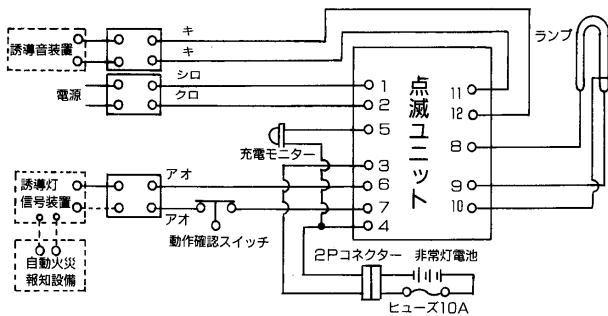 誘導音装置
キ
キ
電源
シロ
クロ
充電モニター
誘導灯
信号装置
アオ
アオ
動作確認スイッチ
自動火災
報知設備
点滅ユニット
1
2
5
3
6
7
4
11
12
8
9
10
ランプ
2Pコネクター
非常灯電池
ヒューズ10A